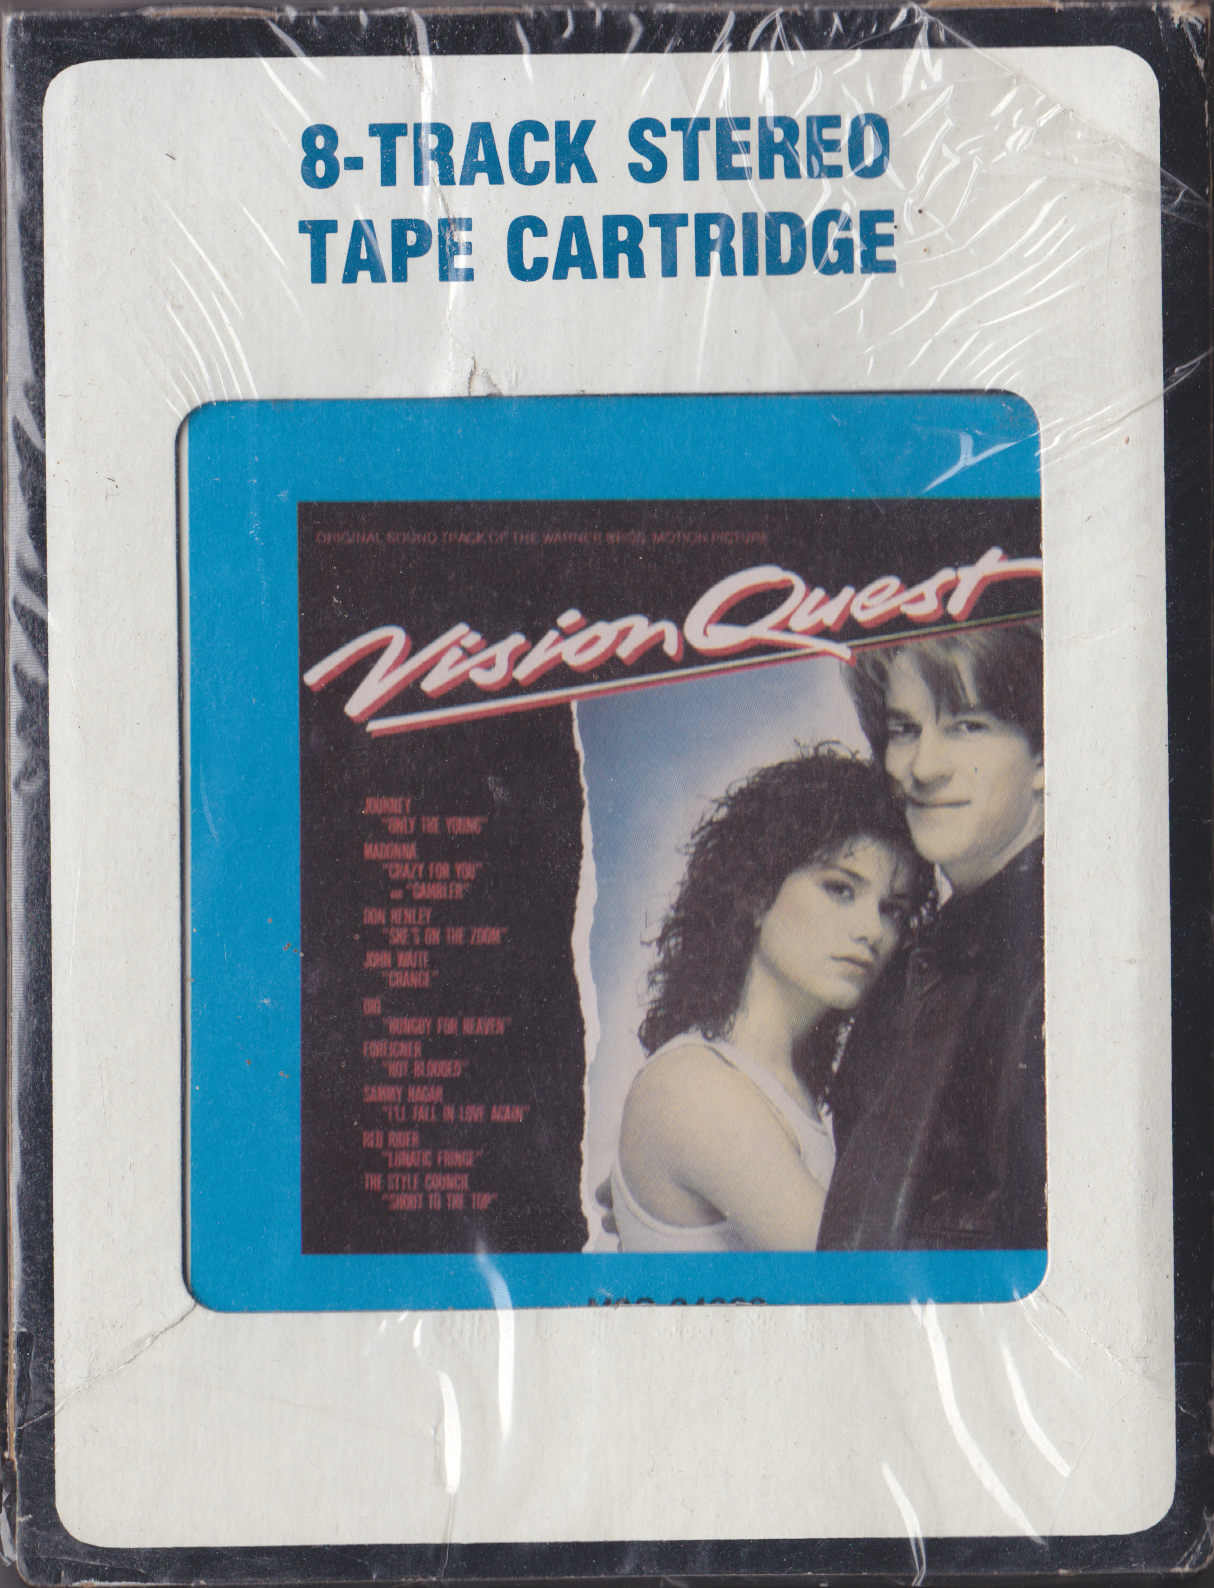 8-TRACK STEREO
TAPE CARTRIDGE
ORIGINAL SOUND TRACK OF THE WARNER BROS. MOTION PICTURE
Vision Quest
JOURNEY
"ONLY THE YOUNG"
MADONNA
"CRAZY FOR YOU"
AND "GAMBLER"
DON HENLEY
"SHE'S ON THE ZOOM"
JOHN WAITE
"CHANGE"
DIO
"HUNGRY FOR HEAVEN"
FOREIGNER
"HOT BLOODED"
SAMMY HAGAR
"I'LL FALL IN LOVE AGAIN"
RED RIDER
"LUNATIC FRINGE"
THE STYLE COUNCIL
"SHOUT TO THE TOP"